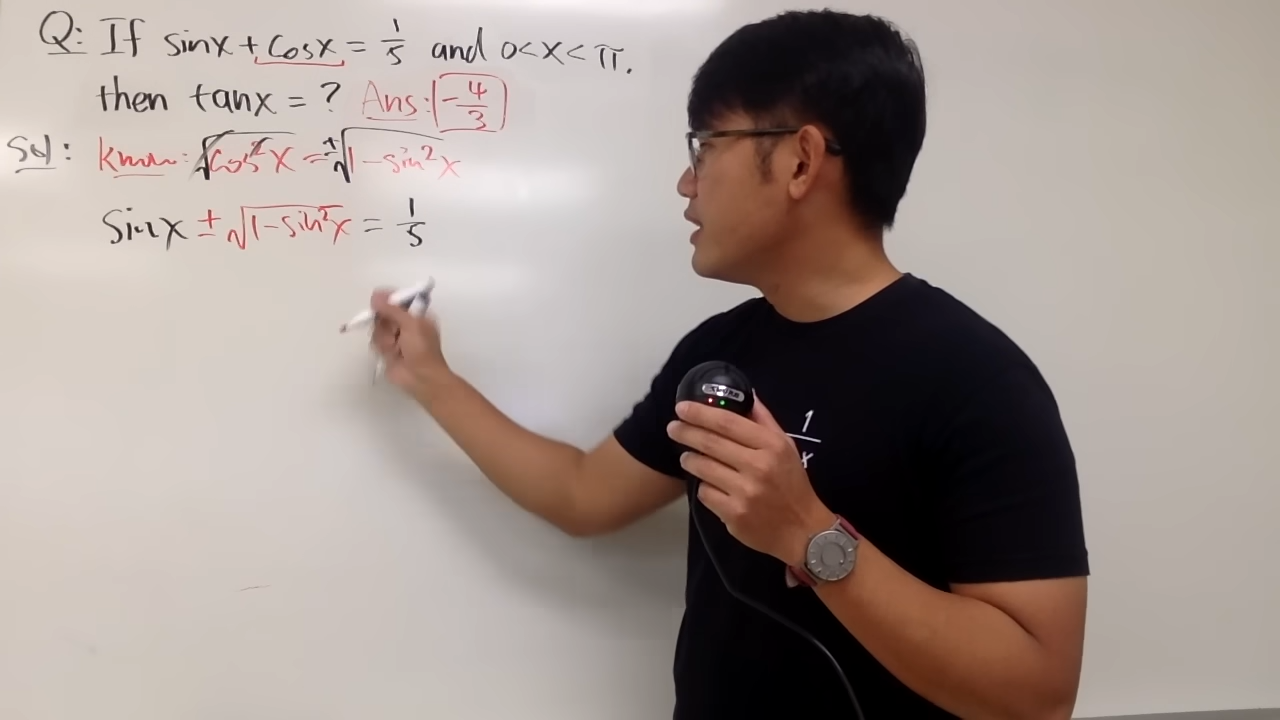 Q: If sinx + cosx = 1/5 and 0 < x < π.
then tanx = ? Ans: -4/3
Sol: know: √cos²x = ±√1-sin²x
sinx ± √1-sin²x = 1/5
1/x